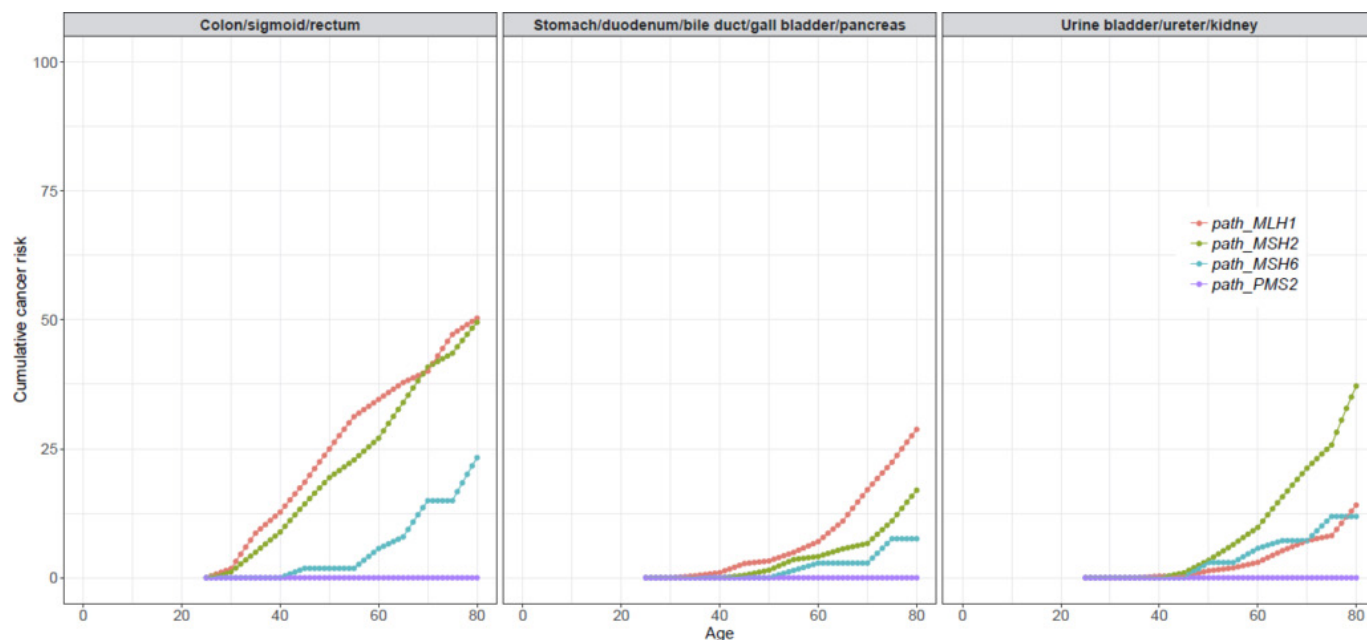 Colon/sigmoid/rectum
Stomach/duodenum/bile duct/gall bladder/pancreas
Urine bladder/ureter/kidney
Cumulative cancer risk
100
75
50
25
0
path_MLH1
path_MSH2
path_MSH6
path_PMS2
0 20 40 60 80
0 20 40 60 80
0 20 40 60 80
Age